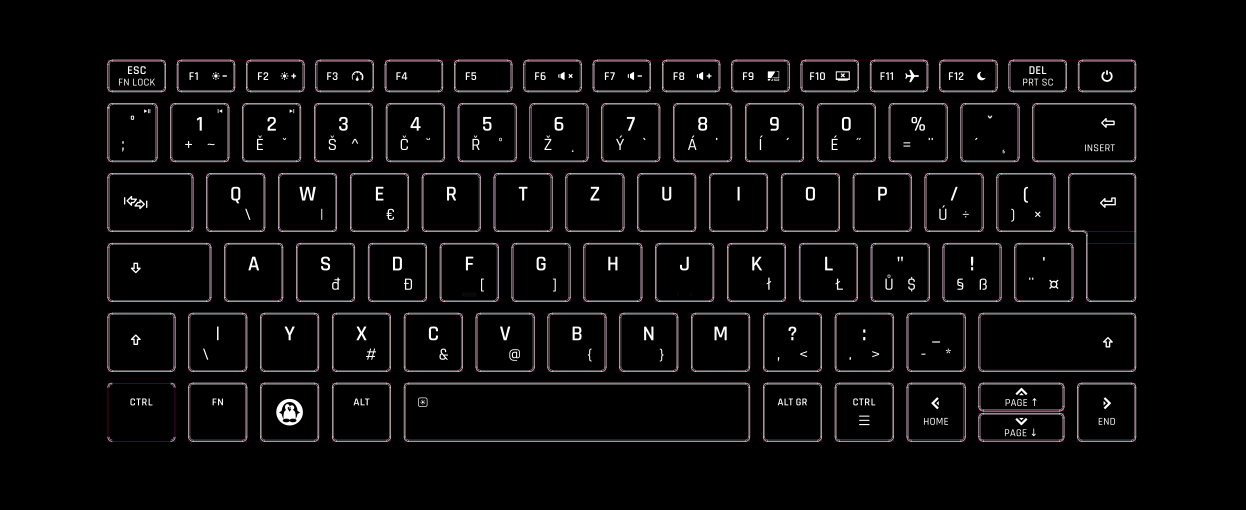 ESC F1 F2 F3 F4 F5 F6 F7 F8 F9 F10 F11 F12 DEL
FN LOCK PRT SC
° 1 2 3 4 5 6 7 8 9 0 % ˇ
; + ~ Ě ˇ Š ^ Č ˘ Ř ° Ž . Ý ` Á ˙ Í ´ É ˝ = ¨ ´ ¸ INSERT
Q W E R T Z U I O P / (
\ | € Ú ÷ ) ×
A S D F G H J K L " ! '
đ Đ [ ] ł Ł Ů $ § ß ¨ ¤
| Y X C V B N M ? : _
\ # & @ { } , < . > - *
CTRL FN ALT ALT GR CTRL PAGE ↑
HOME PAGE ↓ END